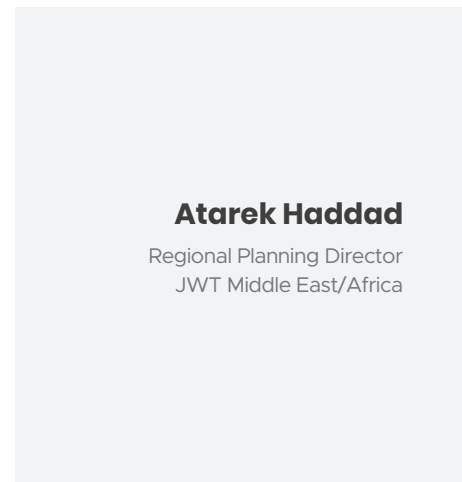 Atarek Haddad
Regional Planning Director
JWT Middle East/Africa